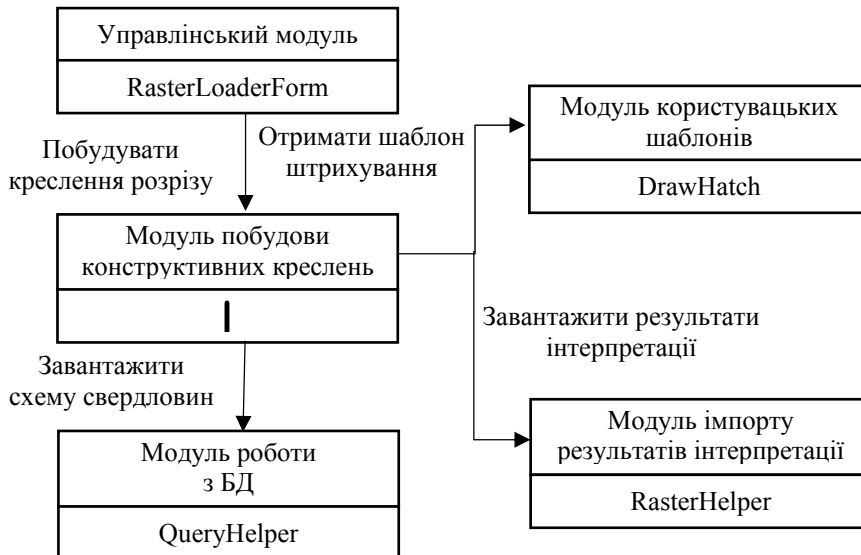 Управлінський модуль
RasterLoaderForm
Побудувати
креслення розрізу
Отримати шаблон
штрихування
Модуль користувацьких
шаблонів
DrawHatch
Модуль побудови
конструктивних креслень
Завантажити результати
інтерпретації
Завантажити
схему свердловин
Модуль роботи
з БД
QueryHelper
Модуль імпорту
результатів інтерпретації
RasterHelper